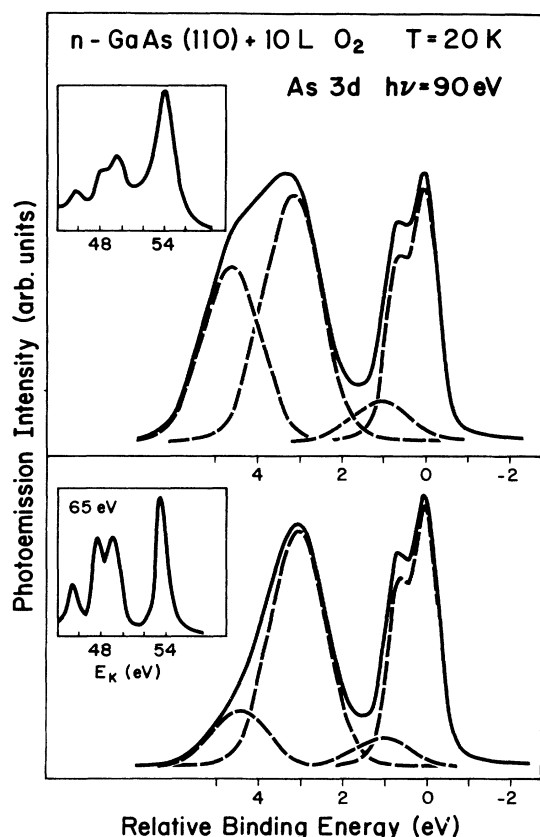 n - GaAs (110) + 10 L O₂ T = 20 K
As 3d hν = 90 eV
48 54
4 2 0 -2
65 eV
48 54
E_K (eV)
4 2 0 -2
Relative Binding Energy (eV)
Photoemission Intensity (arb. units)